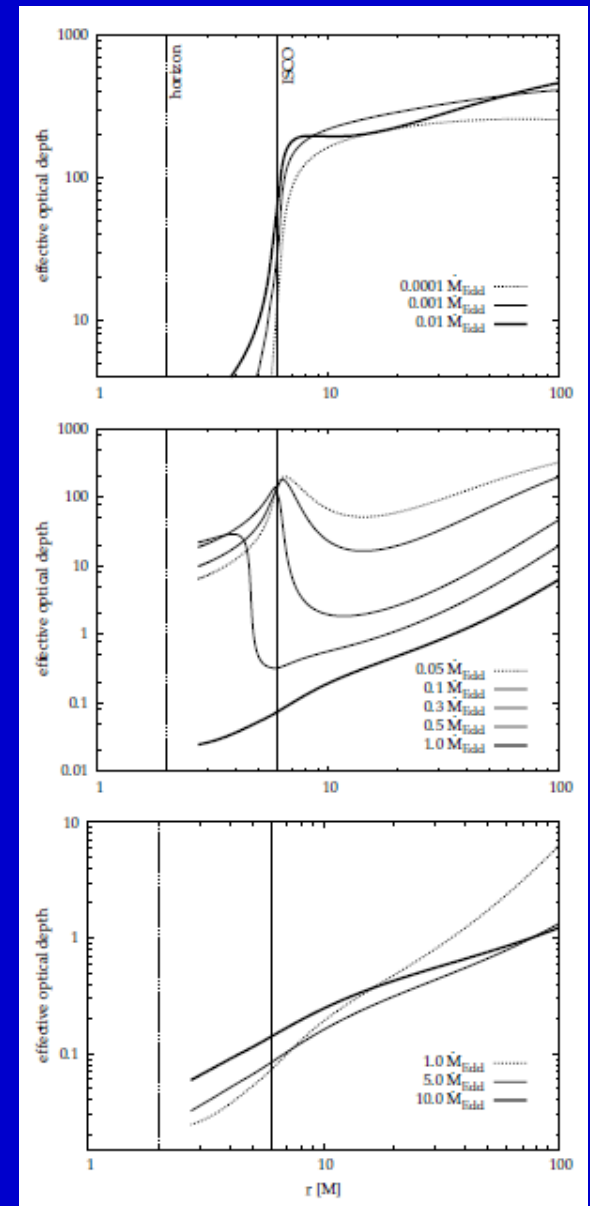 1000
100
10
1
10
100
effective optical depth
horizon
ISCO
0.0001 Ṁ_Edd
0.001 Ṁ_Edd
0.01 Ṁ_Edd
1000
100
10
1
0.1
0.01
1
10
100
effective optical depth
0.05 Ṁ_Edd
0.1 Ṁ_Edd
0.3 Ṁ_Edd
0.5 Ṁ_Edd
1.0 Ṁ_Edd
10
1
0.1
1
10
100
effective optical depth
1.0 Ṁ_Edd
5.0 Ṁ_Edd
10.0 Ṁ_Edd
r [M]